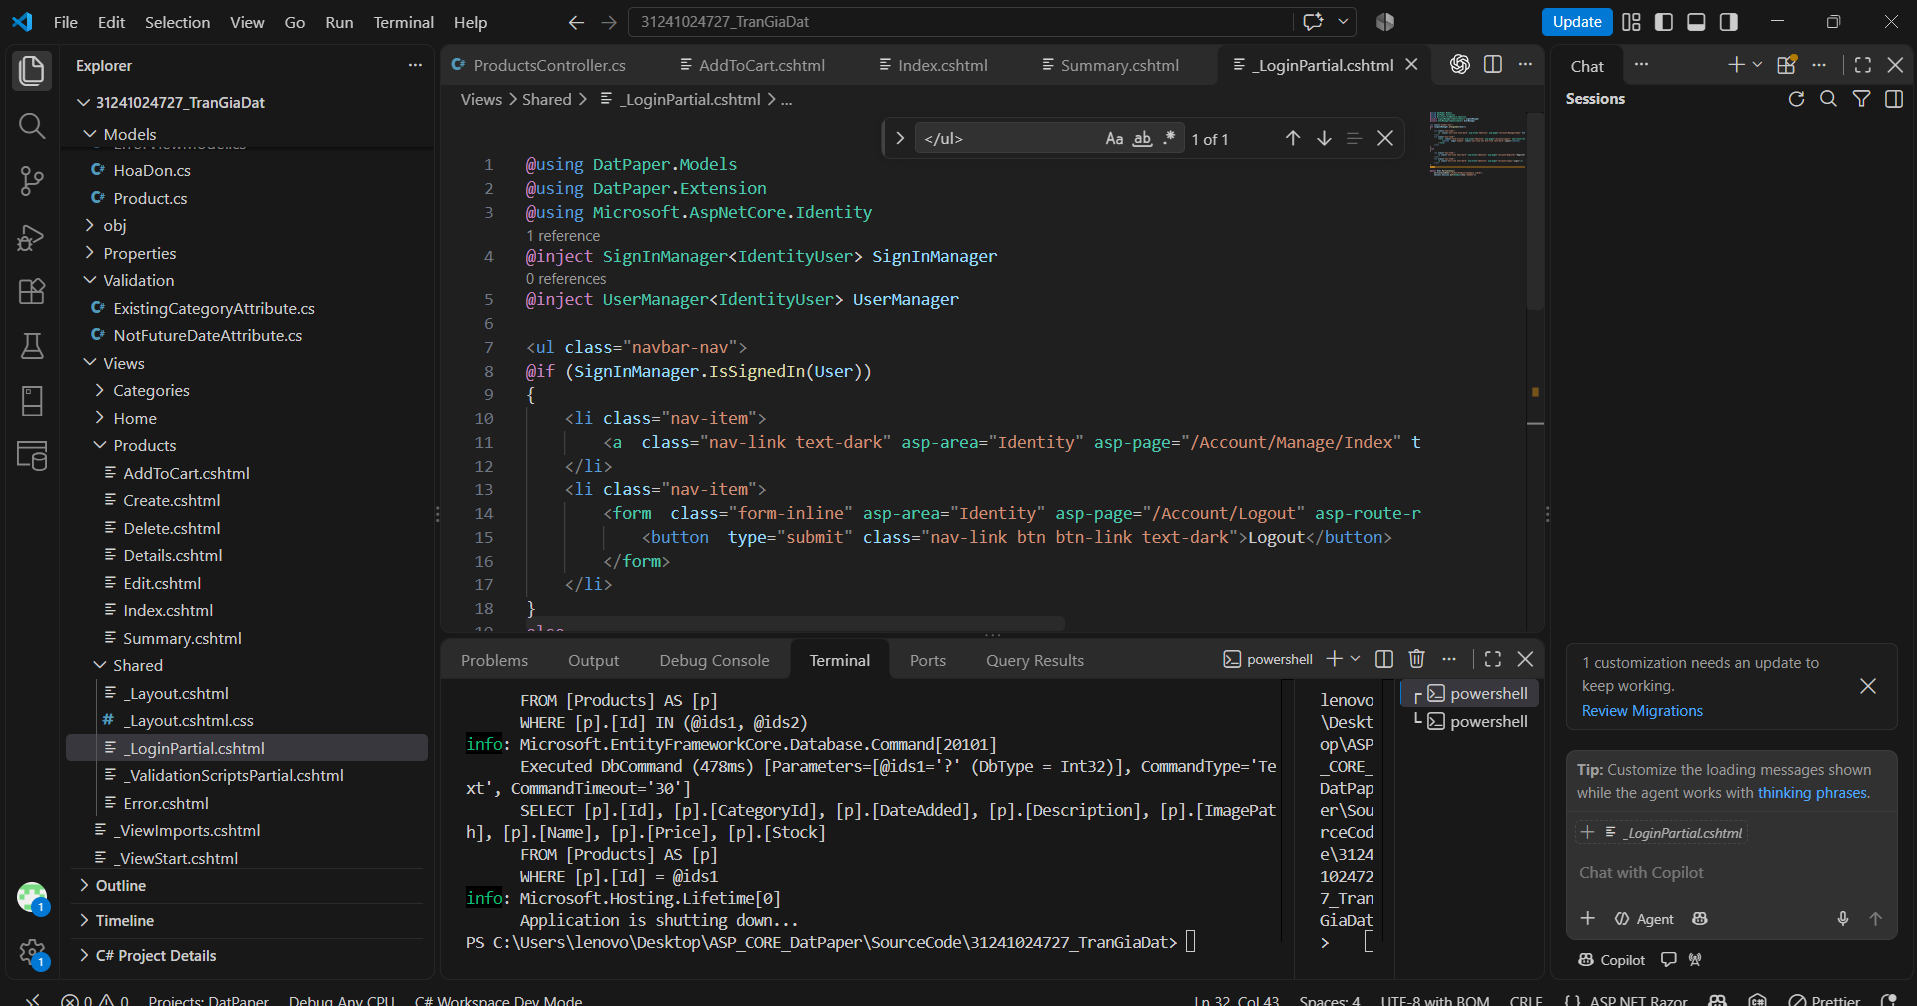 File Edit Selection View Go Run Terminal Help
31241024727_TranGiaDat
Update
Explorer
31241024727_TranGiaDat
Models
HoaDon.cs
Product.cs
obj
Properties
Validation
ExistingCategoryAttribute.cs
NotFutureDateAttribute.cs
Views
Categories
Home
Products
AddToCart.cshtml
Create.cshtml
Delete.cshtml
Details.cshtml
Edit.cshtml
Index.cshtml
Summary.cshtml
Shared
_Layout.cshtml
_Layout.cshtml.css
_LoginPartial.cshtml
_ValidationScriptsPartial.cshtml
Error.cshtml
_ViewImports.cshtml
_ViewStart.cshtml
Outline
Timeline
C# Project Details
ProductsController.cs AddToCart.cshtml Index.cshtml Summary.cshtml _LoginPartial.cshtml
Views > Shared > _LoginPartial.cshtml > ...
</ul> Aa ab .* 1 of 1
1 @using DatPaper.Models
2 @using DatPaper.Extension
3 @using Microsoft.AspNetCore.Identity
1 reference
4 @inject SignInManager<IdentityUser> SignInManager
0 references
5 @inject UserManager<IdentityUser> UserManager
6
7 <ul class="navbar-nav">
8 @if (SignInManager.IsSignedIn(User))
9 {
10 <li class="nav-item">
11 <a  class="nav-link text-dark" asp-area="Identity" asp-page="/Account/Manage/Index" t
12 </li>
13 <li class="nav-item">
14 <form  class="form-inline" asp-area="Identity" asp-page="/Account/Logout" asp-route-r
15 <button  type="submit" class="nav-link btn btn-link text-dark">Logout</button>
16 </form>
17 </li>
18 }
Problems Output Debug Console Terminal Ports Query Results powershell
FROM [Products] AS [p]
WHERE [p].[Id] IN (@ids1, @ids2)
info: Microsoft.EntityFrameworkCore.Database.Command[20101]
Executed DbCommand (478ms) [Parameters=[@ids1='?' (DbType = Int32)], CommandType='Te
xt', CommandTimeout='30']
SELECT [p].[Id], [p].[CategoryId], [p].[DateAdded], [p].[Description], [p].[ImagePat
h], [p].[Name], [p].[Price], [p].[Stock]
FROM [Products] AS [p]
WHERE [p].[Id] = @ids1
info: Microsoft.Hosting.Lifetime[0]
Application is shutting down...
PS C:\Users\lenovo\Desktop\ASP_CORE_DatPaper\SourceCode\31241024727_TranGiaDat>
lenovo
\Deskt
op\ASP
_CORE_
DatPap
er\Sou
rceCod
e\3124
102472
7_Tran
GiaDat
>
powershell
powershell
Chat
Sessions
1 customization needs an update to
keep working.
Review Migrations
Tip: Customize the loading messages shown
while the agent works with thinking phrases.
_LoginPartial.cshtml
Chat with Copilot
Agent
Copilot
1
1
0 0 Projects: DatPaper Debug Any CPU C# Workspace Dev Mode Ln 32, Col 43 Spaces: 4 UTF-8 with BOM CRLF { } ASP.NET Razor Prettier